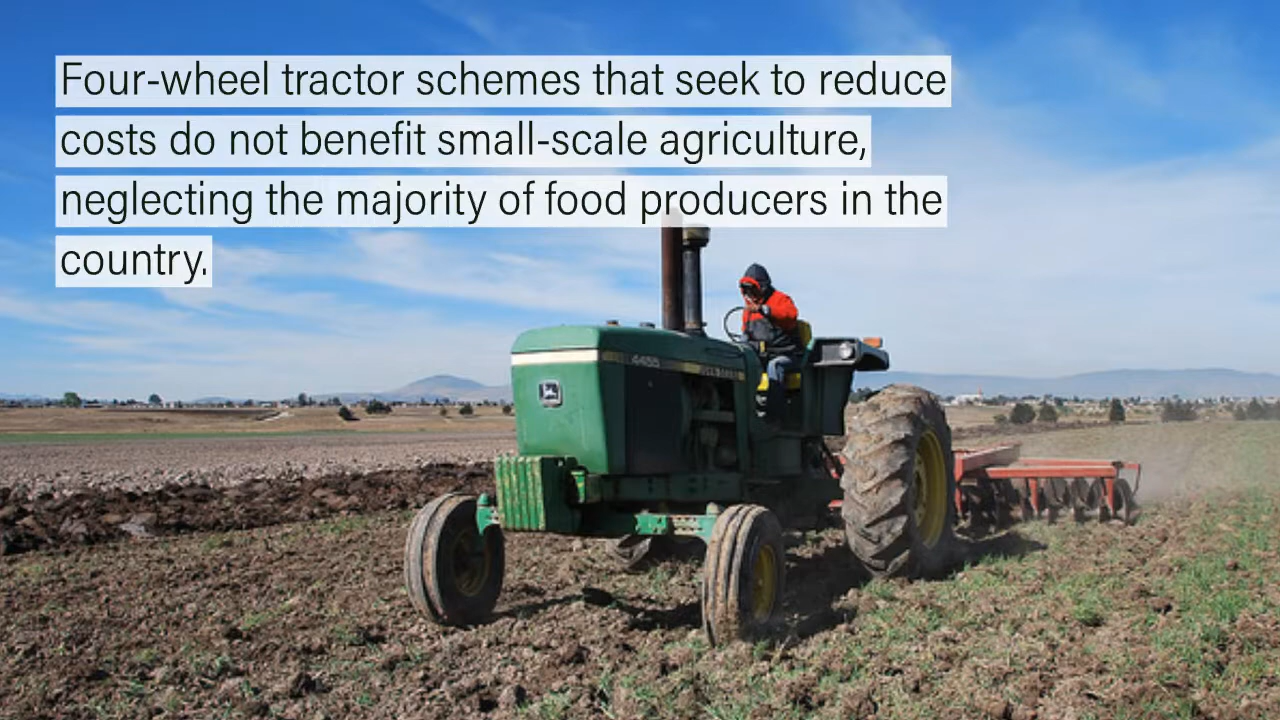 Four-wheel tractor schemes that seek to reduce
costs do not benefit small-scale agriculture,
neglecting the majority of food producers in the
country.
4455